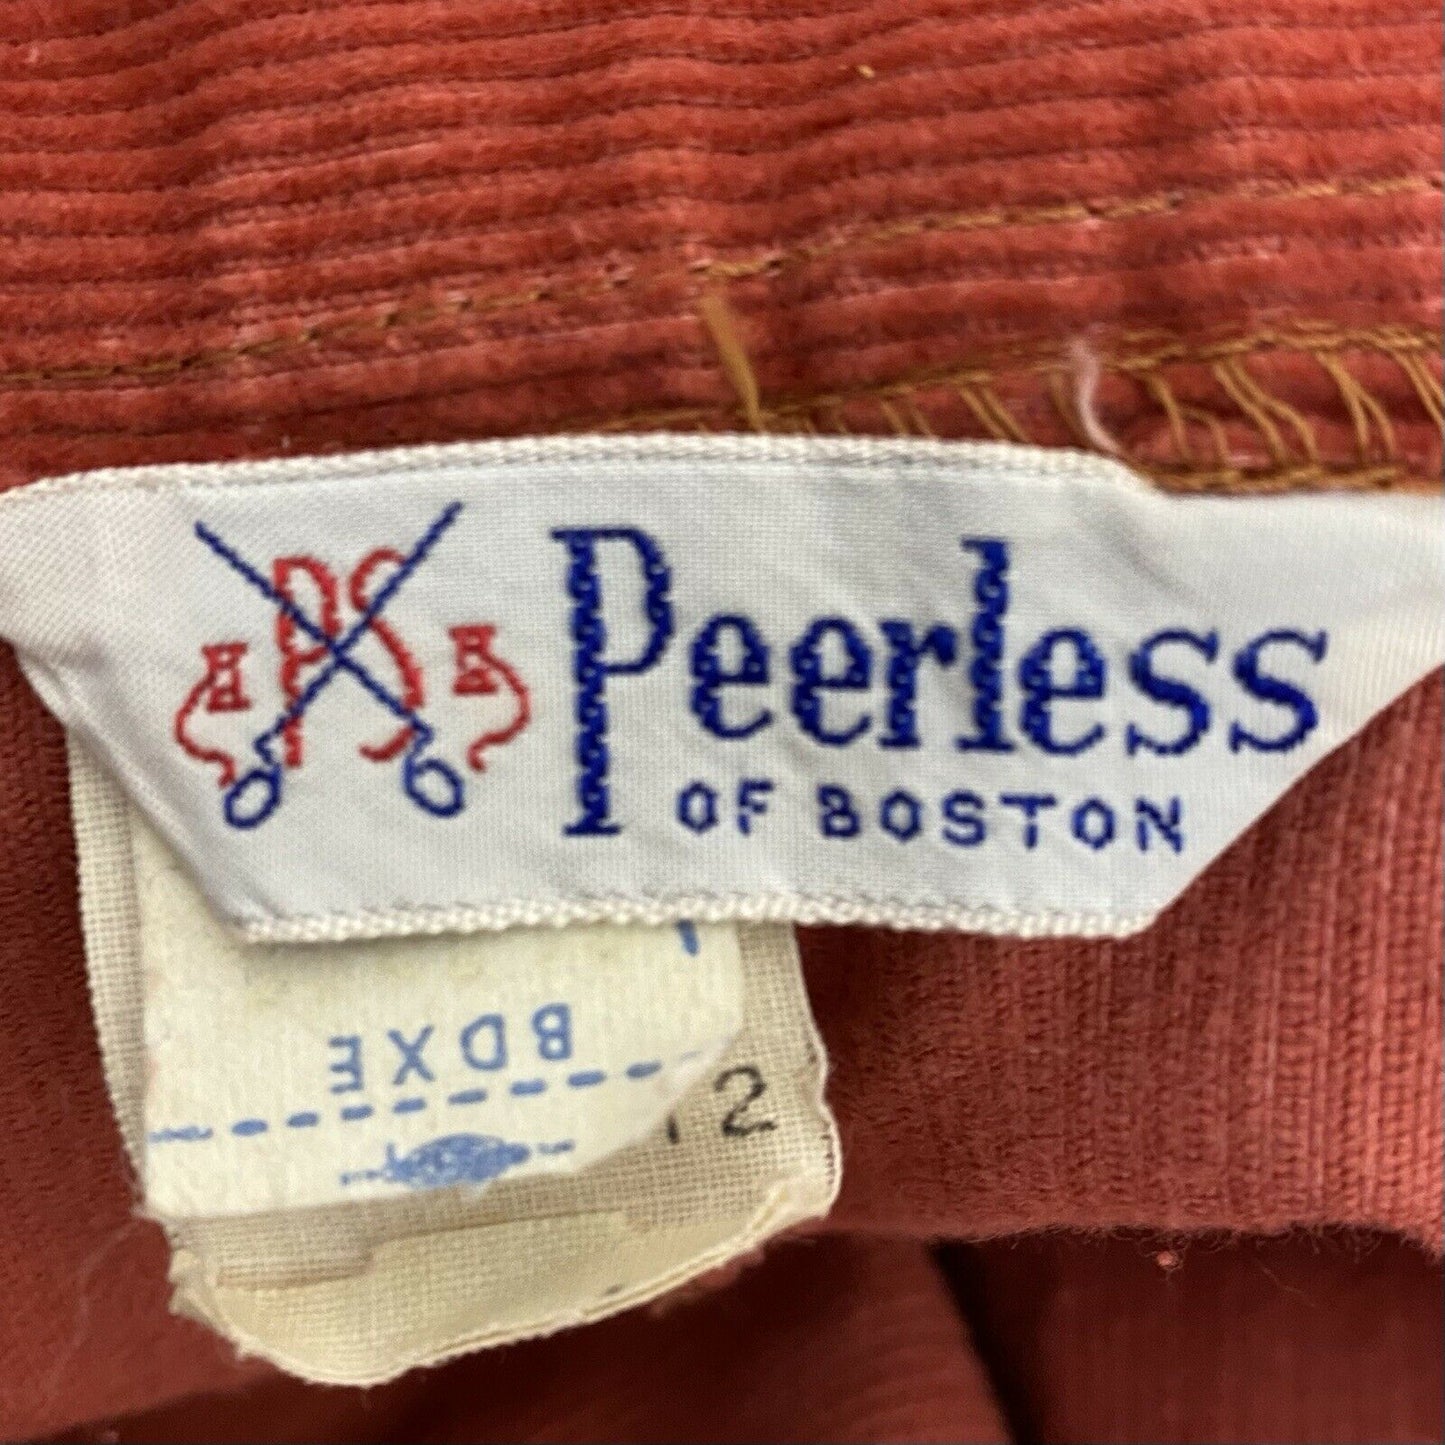 H R S R
Peerless
OF BOSTON
BDXE
12